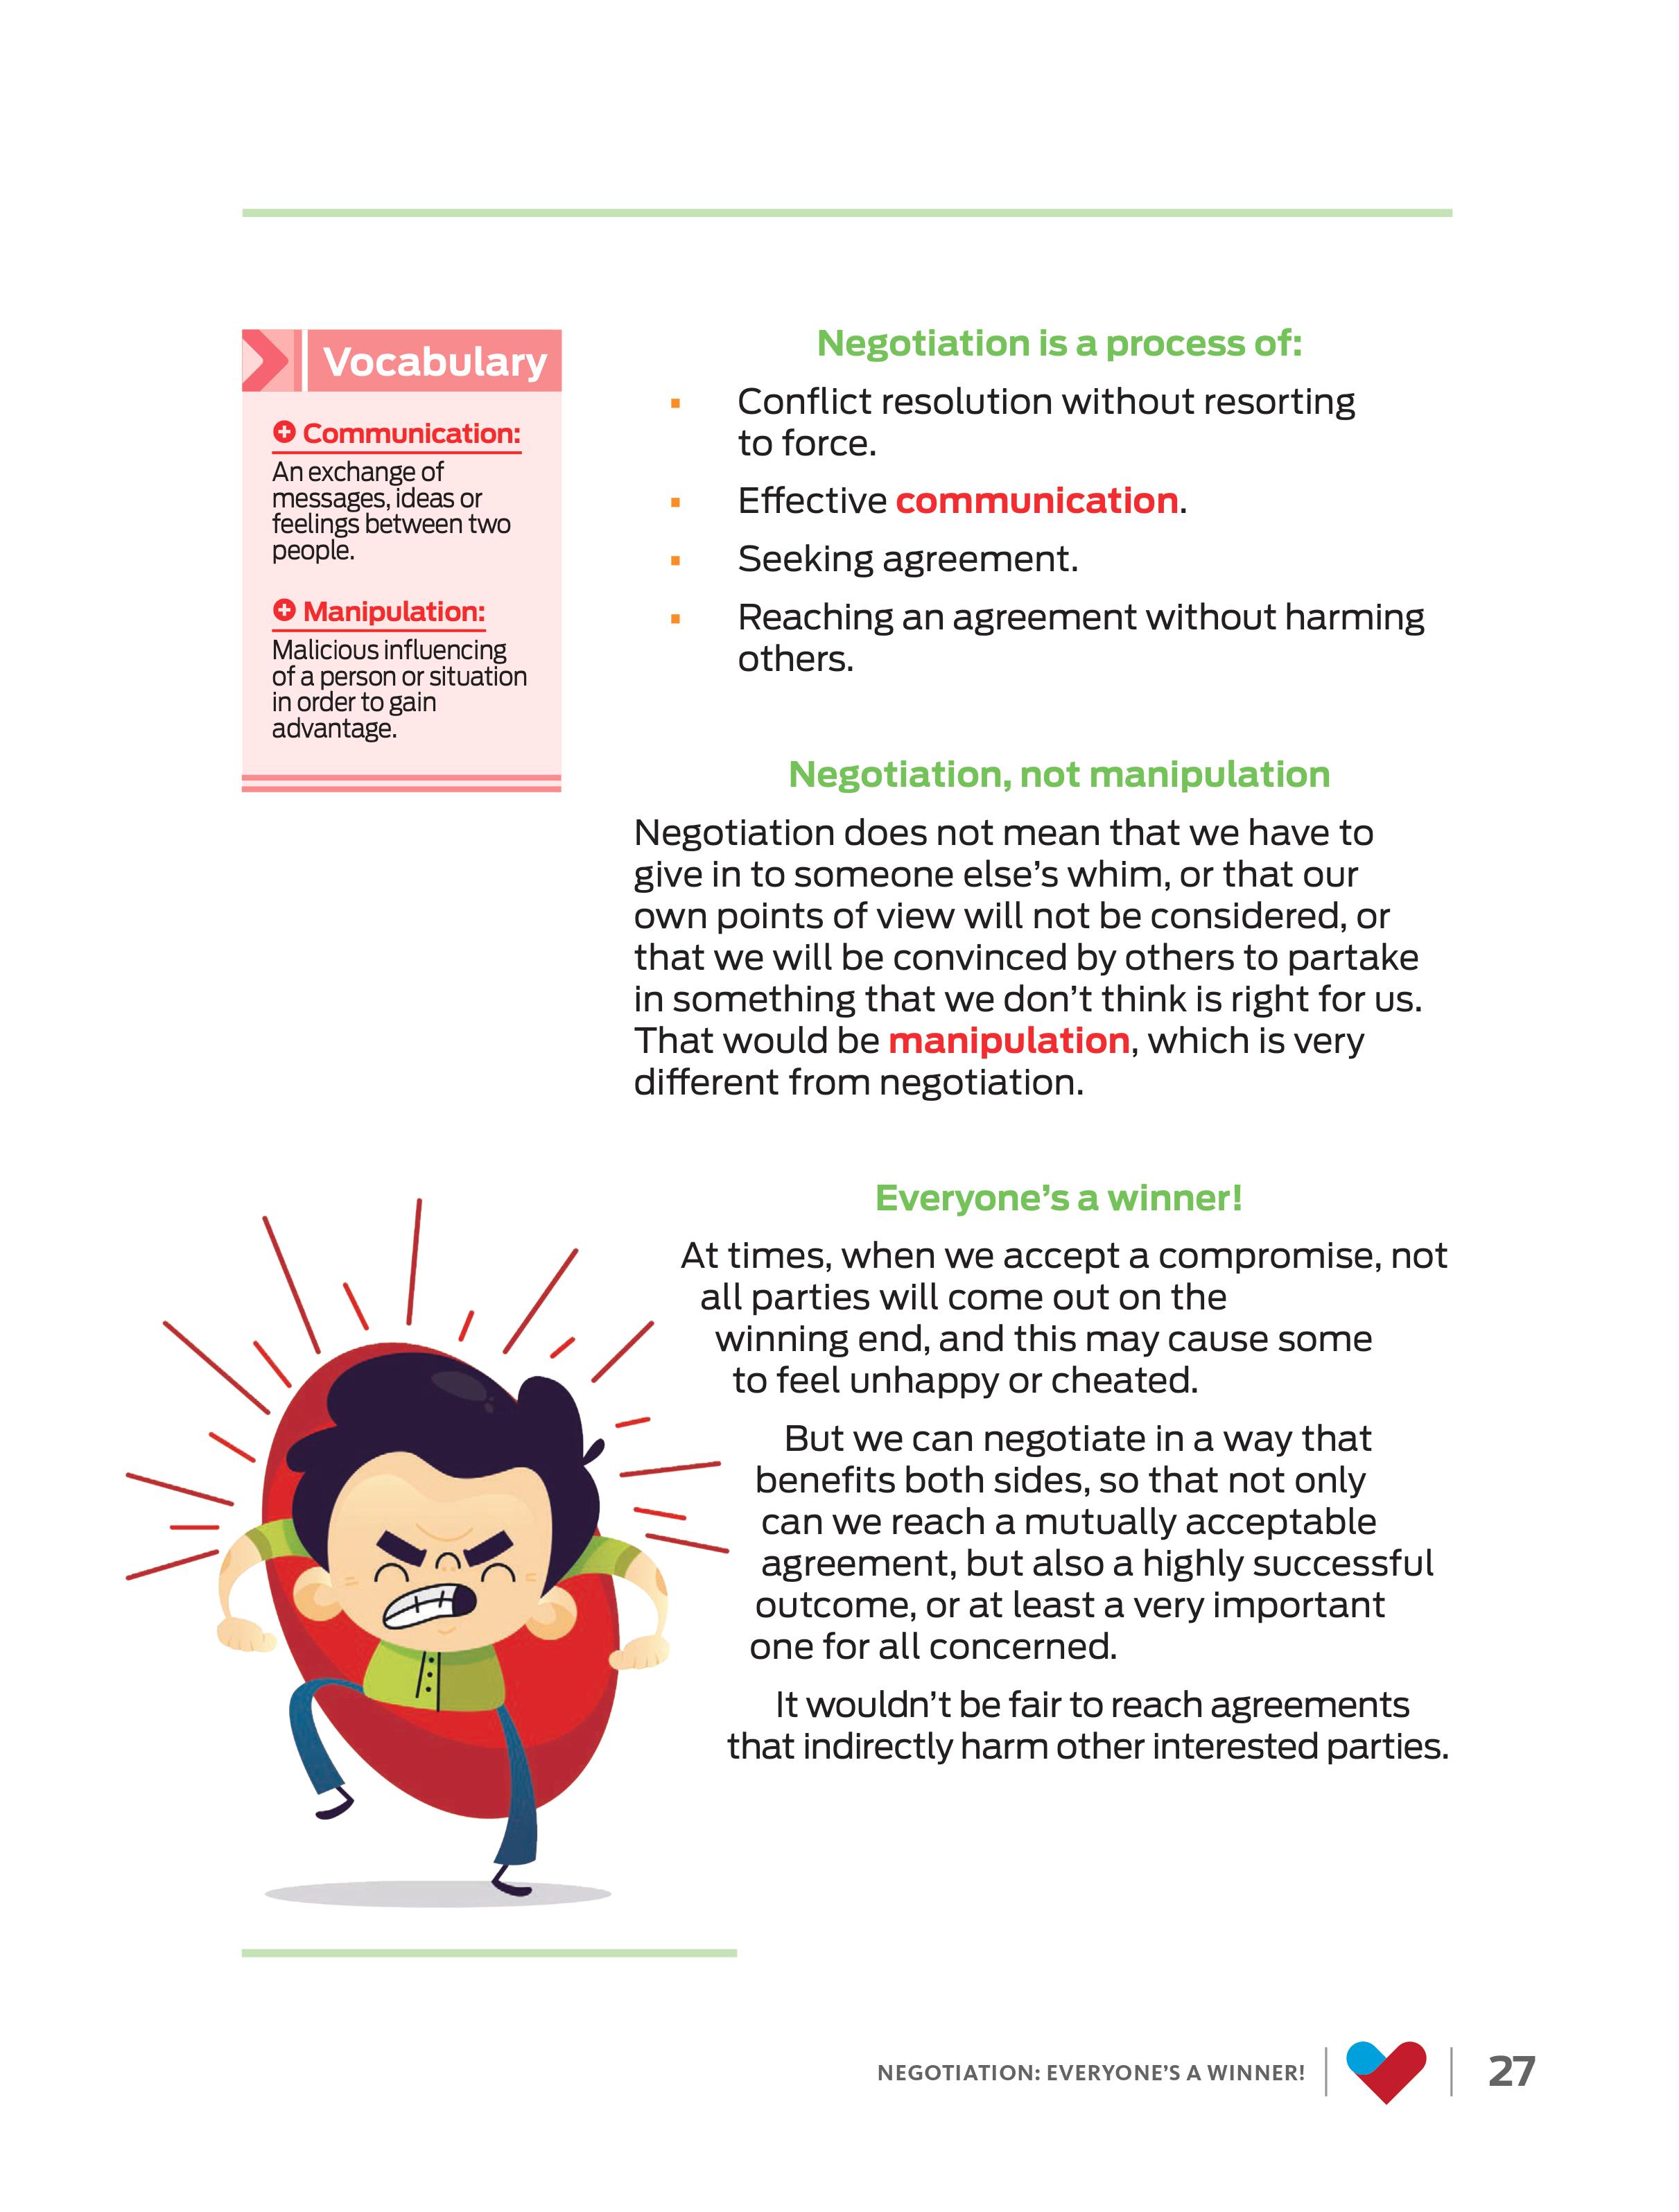 Vocabulary
Communication:
An exchange of
messages, ideas or
feelings between two
people.
Manipulation:
Malicious influencing
of a person or situation
in order to gain
advantage.
Negotiation is a process of:
▪ Conflict resolution without resorting
to force.
▪ Effective communication.
▪ Seeking agreement.
▪ Reaching an agreement without harming
others.
Negotiation, not manipulation
Negotiation does not mean that we have to
give in to someone else’s whim, or that our
own points of view will not be considered, or
that we will be convinced by others to partake
in something that we don’t think is right for us.
That would be manipulation, which is very
different from negotiation.
Everyone’s a winner!
At times, when we accept a compromise, not
all parties will come out on the
winning end, and this may cause some
to feel unhappy or cheated.
But we can negotiate in a way that
benefits both sides, so that not only
can we reach a mutually acceptable
agreement, but also a highly successful
outcome, or at least a very important
one for all concerned.
It wouldn’t be fair to reach agreements
that indirectly harm other interested parties.
NEGOTIATION: EVERYONE’S A WINNER!
27